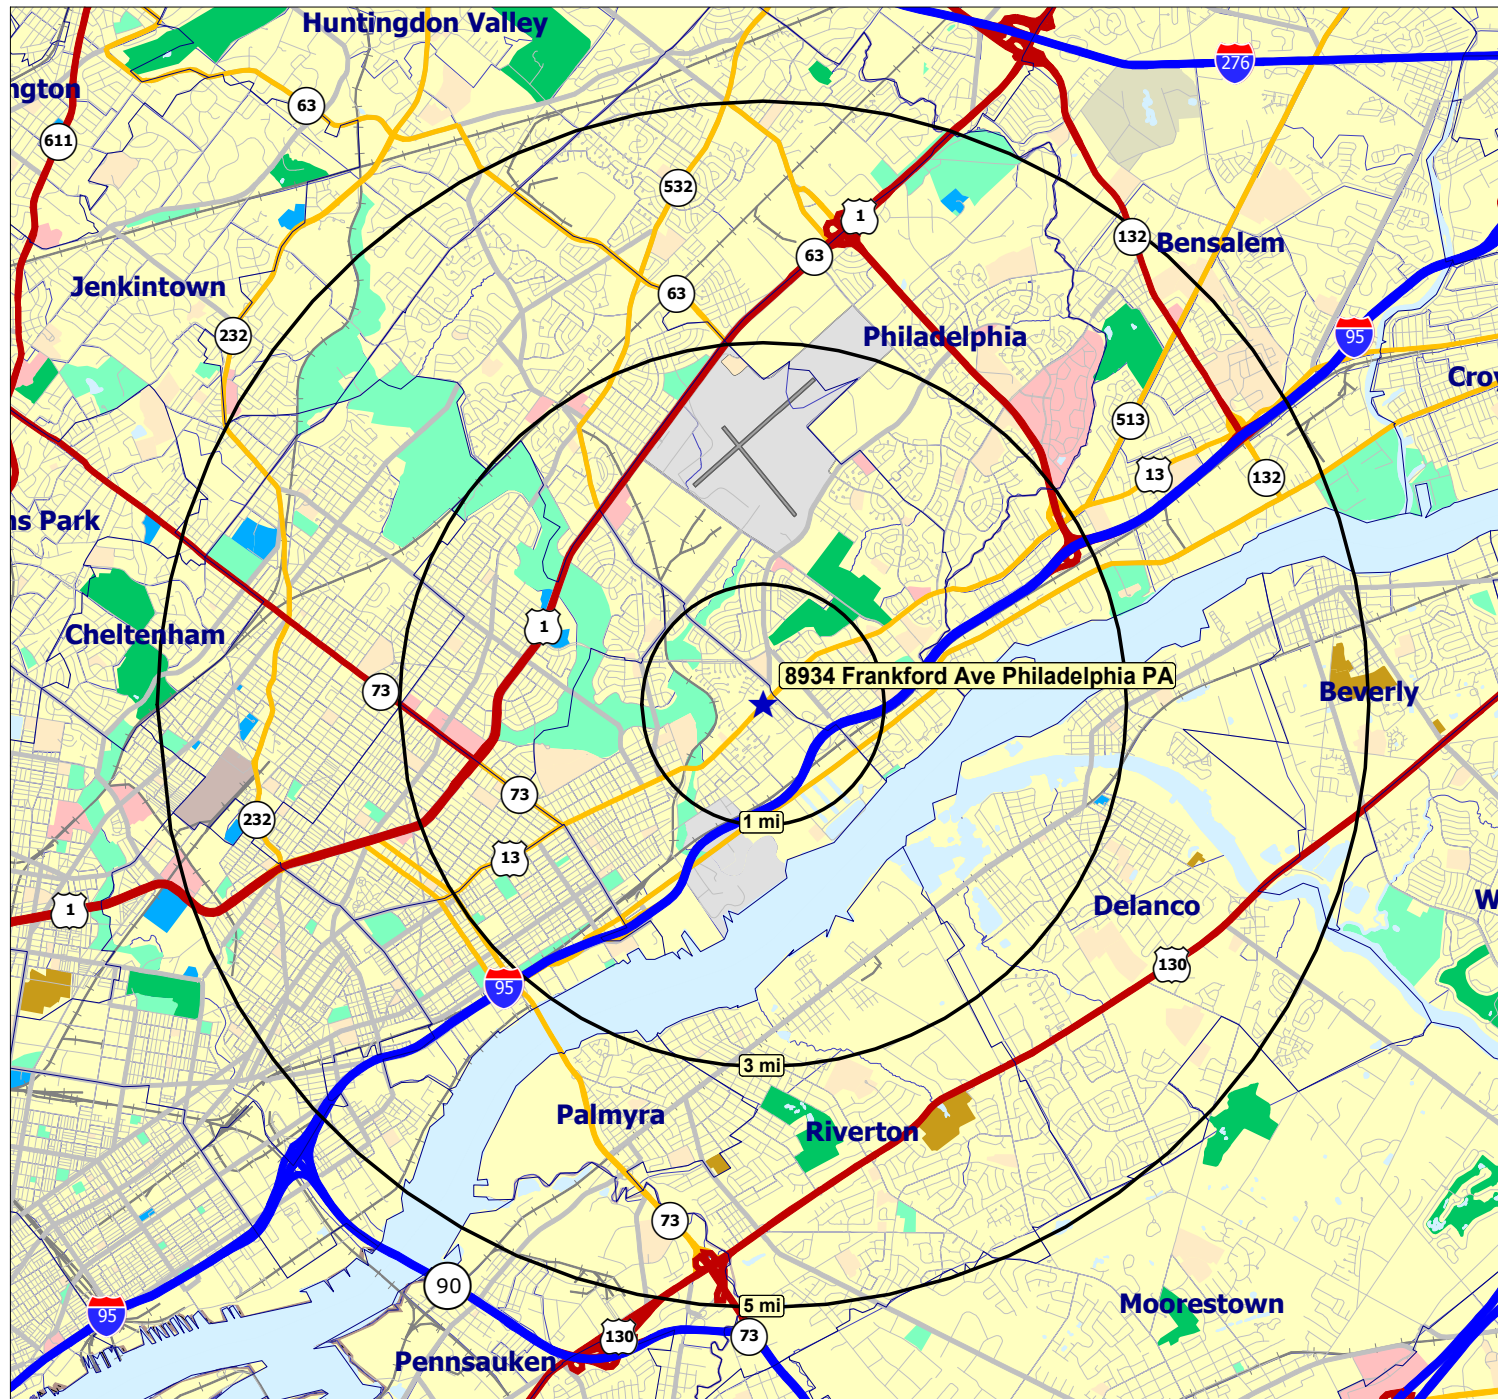 Huntingdon Valley
276
ngton
63
611
532
1
132
Bensalem
63
Jenkintown
63
232
Philadelphia
95
Crov
513
13
132
ns Park
1
Cheltenham
8934 Frankford Ave Philadelphia PA
73
Beverly
73
232
1 mi
13
1
Delanco
W
130
95
3 mi
Palmyra
Riverton
73
90
5 mi
Moorestown
95
130
73
Pennsauken